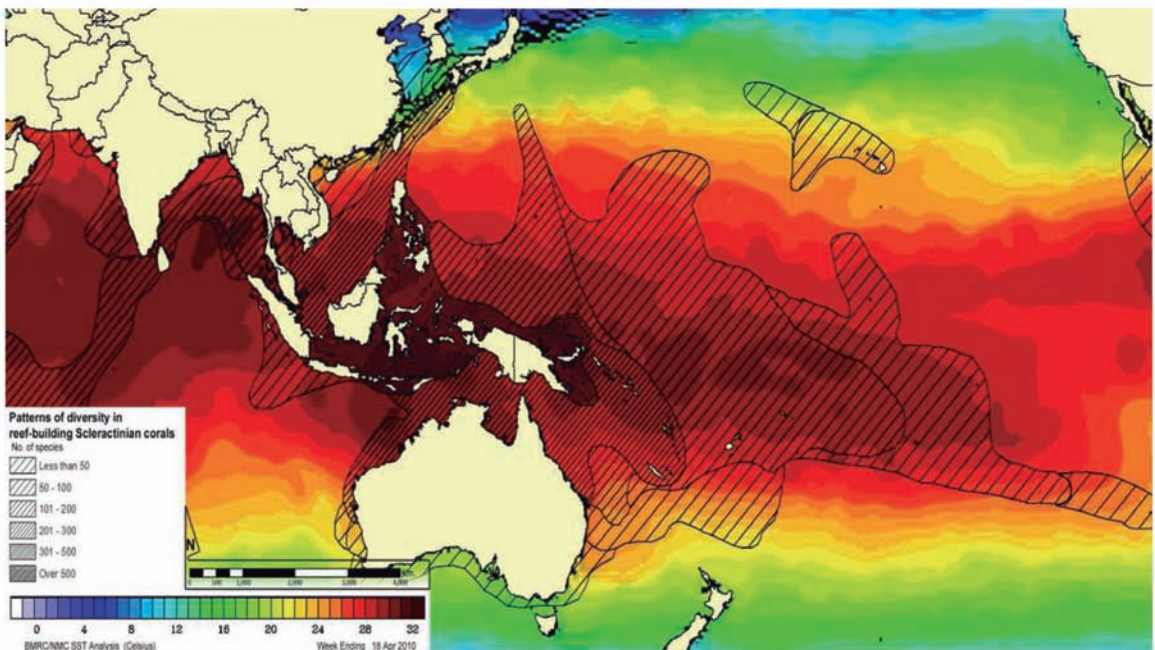 Patterns of diversity in
reef-building Scleractinian corals
No. of species
Less than 50
50 - 100
101 - 200
201 - 300
301 - 500
Over 500
N
0 500 1,000 2,000 3,000 4,000
0 4 8 12 16 20 24 28 32
BMRC/NMC SST Analysis (Celsius) Week Ending 18 Apr 2010